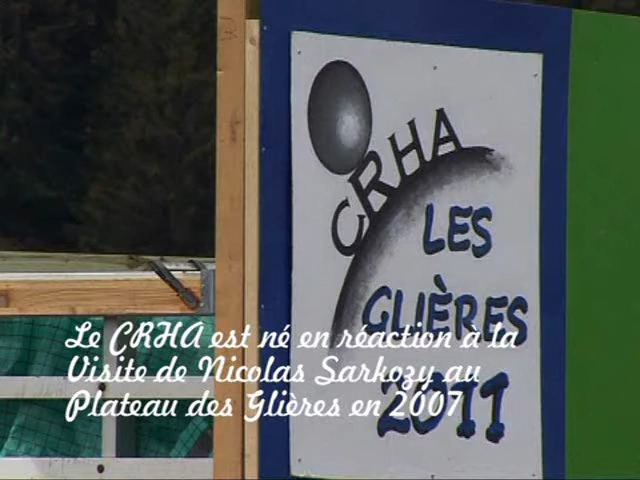 CRHA
LES
GLIÈRES
2011
Le CRHA est né en réaction à la
Visite de Nicolas Sarkozy au
Plateau des Glières en 2007